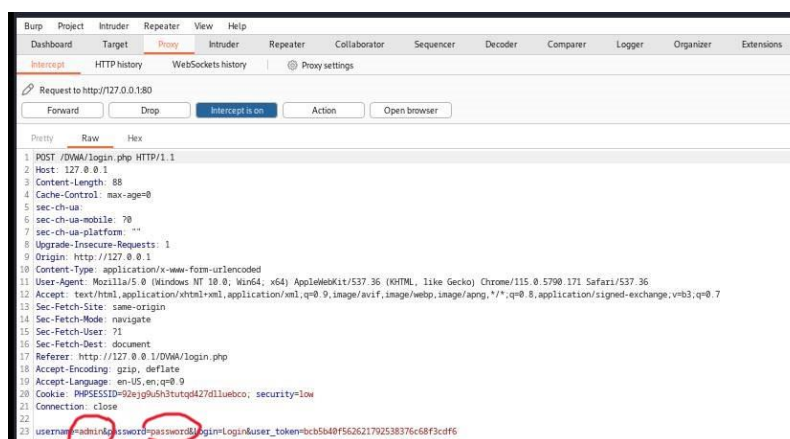 Burp Project Intruder Repeater View Help
Dashboard Target Proxy Intruder Repeater Collaborator Sequencer Decoder Comparer Logger Organizer Extensions
Intercept HTTP history WebSockets history Proxy settings
Request to http://127.0.0.1:80
Forward Drop Intercept is on Action Open browser
Pretty Raw Hex
1 POST /DVWA/login.php HTTP/1.1
2 Host: 127.0.0.1
3 Content-Length: 88
4 Cache-Control: max-age=0
5 sec-ch-ua:
6 sec-ch-ua-mobile: ?0
7 sec-ch-ua-platform: ""
8 Upgrade-Insecure-Requests: 1
9 Origin: http://127.0.0.1
10 Content-Type: application/x-www-form-urlencoded
11 User-Agent: Mozilla/5.0 (Windows NT 10.0; Win64; x64) AppleWebKit/537.36 (KHTML, like Gecko) Chrome/115.0.5790.171 Safari/537.36
12 Accept: text/html,application/xhtml+xml,application/xml;q=0.9,image/avif,image/webp,image/apng,*/*;q=0.8,application/signed-exchange;v=b3;q=0.7
13 Sec-Fetch-Site: same-origin
14 Sec-Fetch-Mode: navigate
15 Sec-Fetch-User: ?1
16 Sec-Fetch-Dest: document
17 Referer: http://127.0.0.1/DVWA/login.php
18 Accept-Encoding: gzip, deflate
19 Accept-Language: en-US,en;q=0.9
20 Cookie: PHPSESSID=92ejg9u5h3tutqd427dlluebco; security=low
21 Connection: close
22
23 username=admin&password=password&Login=Login&user_token=bcb5b40f562621792538376c68f3cdf6